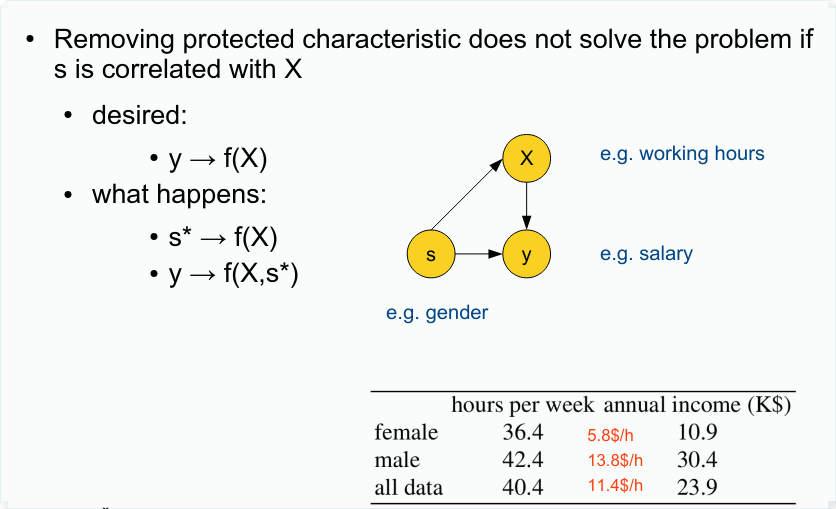 • Removing protected characteristic does not solve the problem if
s is correlated with X
• desired:
• y → f(X)
• what happens:
• s* → f(X)
• y → f(X,s*)
X
e.g. working hours
s
y
e.g. salary
e.g. gender
hours per week annual income (K$)
female 36.4 5.8$/h 10.9
male 42.4 13.8$/h 30.4
all data 40.4 11.4$/h 23.9